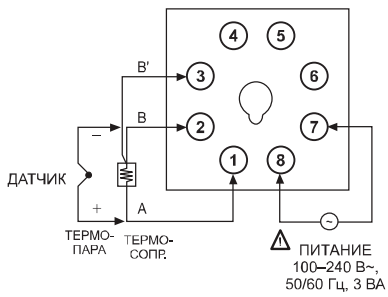 4 5
B'
3 6
B
2 7
–
1 8
ДАТЧИК
+ A
ТЕРМО-
ПАРА
ТЕРМО-
СОПР.
~
! ПИТАНИЕ
100–240 В~,
50/60 Гц, 3 ВА